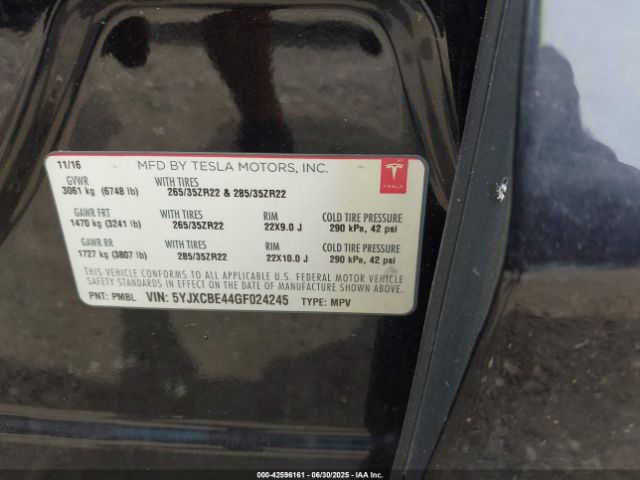 11/16 MFD BY TESLA MOTORS, INC.
GVWR WITH TIRES
3061 kg (6748 lb) 265/35ZR22 & 285/35ZR22
GAWR FRT WITH TIRES RIM COLD TIRE PRESSURE
1470 kg (3241 lb) 265/35ZR22 22X9.0 J 290 kPa, 42 psi
GAWR RR WITH TIRES RIM COLD TIRE PRESSURE
1727 kg (3807 lb) 285/35ZR22 22X10.0 J 290 kPa, 42 psi
THIS VEHICLE CONFORMS TO ALL APPLICABLE U.S. FEDERAL MOTOR VEHICLE
SAFETY STANDARDS IN EFFECT ON THE DATE OF MANUFACTURE SHOWN ABOVE.
PNT: PMBL VIN: 5YJXCBE44GF024245 TYPE: MPV
TESLA
000-42596161 - 06/30/2025 - IAAI.COM